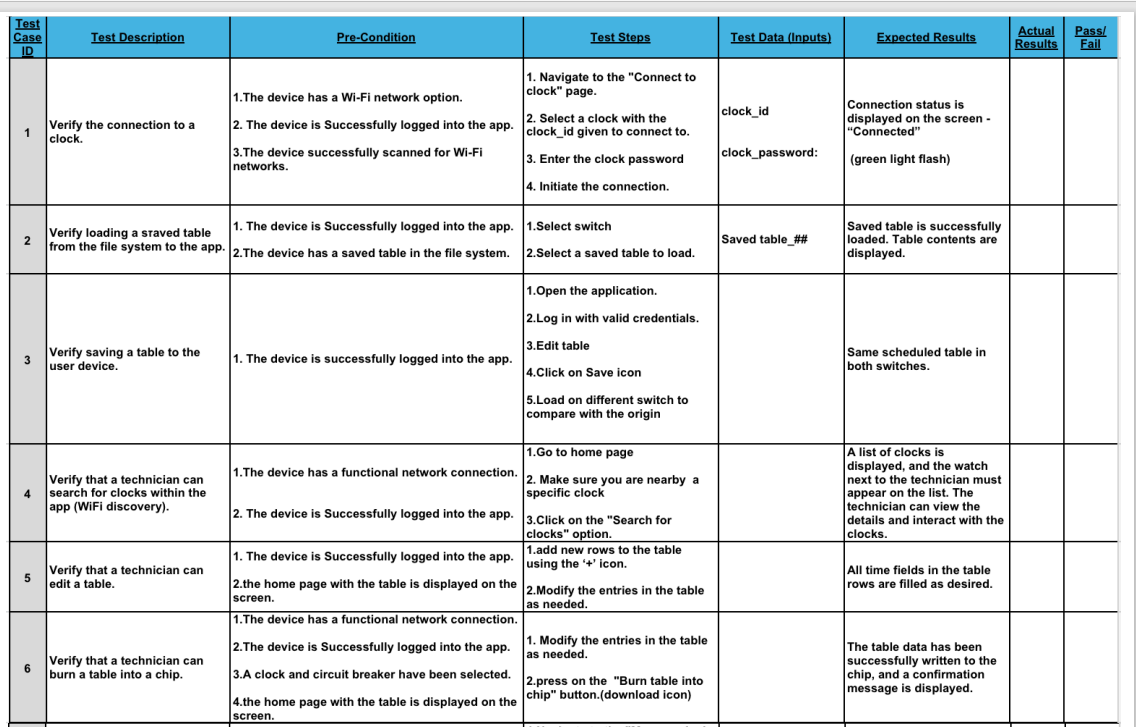 Test Case ID
Test Description
Pre-Condition
Test Steps
Test Data (Inputs)
Expected Results
Actual Results
Pass/ Fail
1
Verify the connection to a
clock.
1.The device has a Wi-Fi network option.
2. The device is Successfully logged into the app.
3.The device successfully scanned for Wi-Fi
networks.
1. Navigate to the "Connect to
clock" page.
2. Select a clock with the
clock_id given to connect to.
3. Enter the clock password
4. Initiate the connection.
clock_id
clock_password:
Connection status is
displayed on the screen -
“Connected”
(green light flash)
2
Verify loading a sraved table
from the file system to the app.
1. The device is Successfully logged into the app.
2.The device has a saved table in the file system.
1.Select switch
2.Select a saved table to load.
Saved table_##
Saved table is successfully
loaded. Table contents are
displayed.
3
Verify saving a table to the
user device.
1. The device is successfully logged into the app.
1.Open the application.
2.Log in with valid credentials.
3.Edit table
4.Click on Save icon
5.Load on different switch to
compare with the origin
Same scheduled table in
both switches.
4
Verify that a technician can
search for clocks within the
app (WiFi discovery).
1.The device has a functional network connection.
2. The device is Successfully logged into the app.
1.Go to home page
2. Make sure you are nearby a
specific clock
3.Click on the "Search for
clocks" option.
A list of clocks is
displayed, and the watch
next to the technician must
appear on the list. The
technician can view the
details and interact with the
clocks.
5
Verify that a technician can
edit a table.
1. The device is Successfully logged into the app.
2.the home page with the table is displayed on the
screen.
1.add new rows to the table
using the ‘+’ icon.
2.Modify the entries in the table
as needed.
All time fields in the table
rows are filled as desired.
6
Verify that a technician can
burn a table into a chip.
1.The device has a functional network connection.
2.The device is Successfully logged into the app.
3.A clock and circuit breaker have been selected.
4.the home page with the table is displayed on the
screen.
1. Modify the entries in the table
as needed.
2.press on the "Burn table into
chip" button.(download icon)
The table data has been
successfully written to the
chip, and a confirmation
message is displayed.